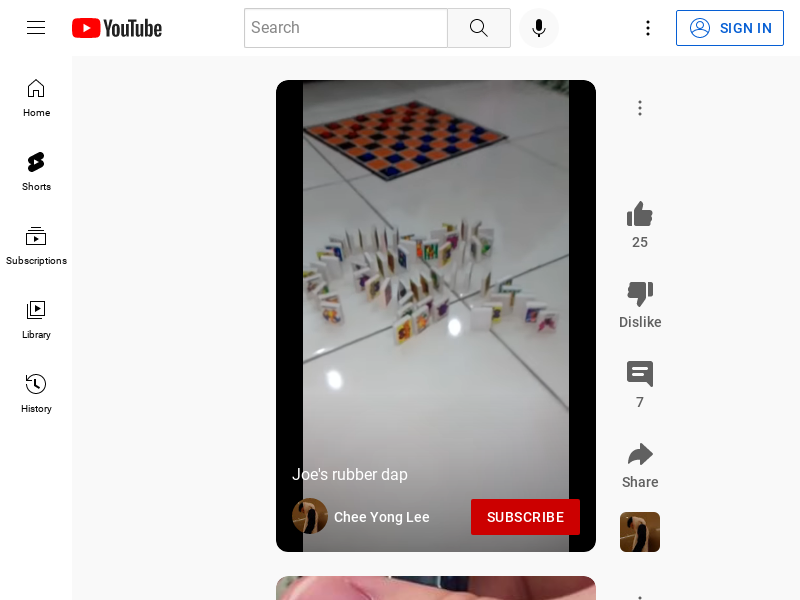 YouTube
Search
SIGN IN
Home
Shorts
Subscriptions
Library
History
25
Dislike
7
Share
Joe's rubber dap
Chee Yong Lee
SUBSCRIBE